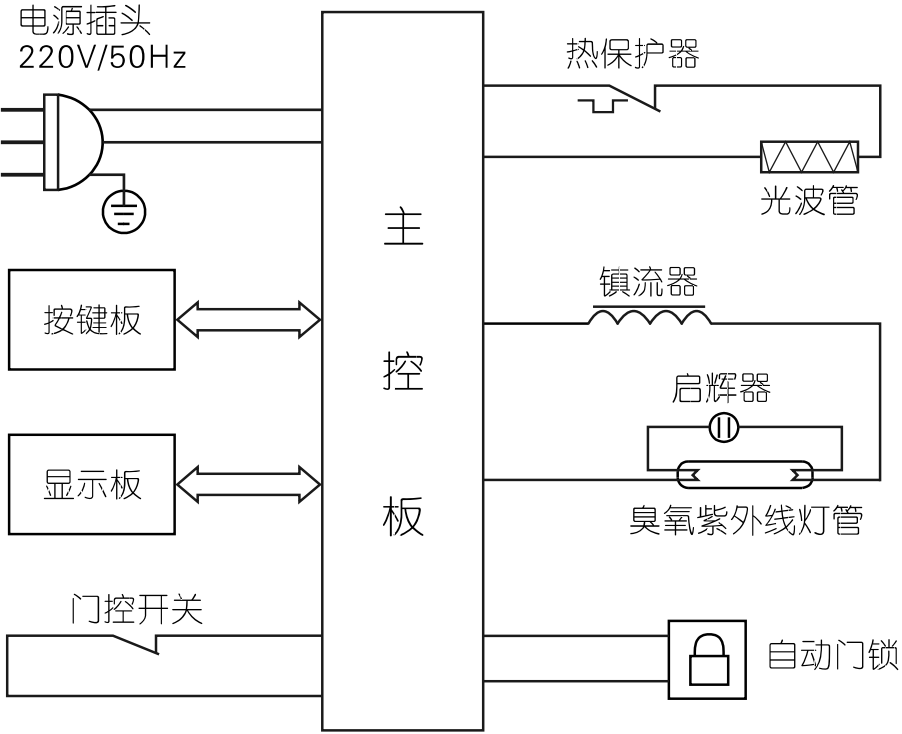 电源插头
220V/50Hz
热保护器
光波管
主控板
按键板
镇流器
启辉器
显示板
臭氧紫外线灯管
门控开关
自动门锁